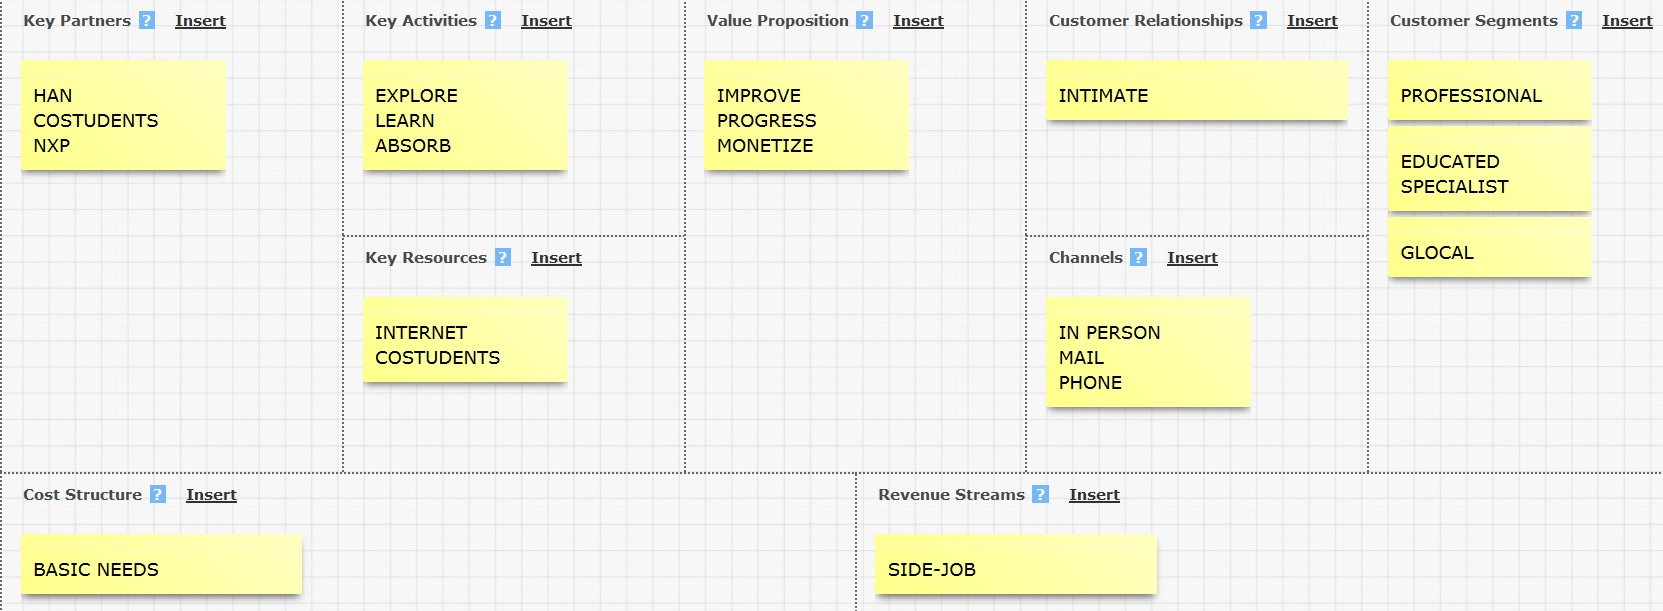 Key Partners ? Insert
HAN
COSTUDENTS
NXP
Key Activities ? Insert
EXPLORE
LEARN
ABSORB
Key Resources ? Insert
INTERNET
COSTUDENTS
Value Proposition ? Insert
IMPROVE
PROGRESS
MONETIZE
Customer Relationships ? Insert
INTIMATE
Channels ? Insert
IN PERSON
MAIL
PHONE
Customer Segments ? Insert
PROFESSIONAL
EDUCATED
SPECIALIST
GLOCAL
Cost Structure ? Insert
BASIC NEEDS
Revenue Streams ? Insert
SIDE-JOB